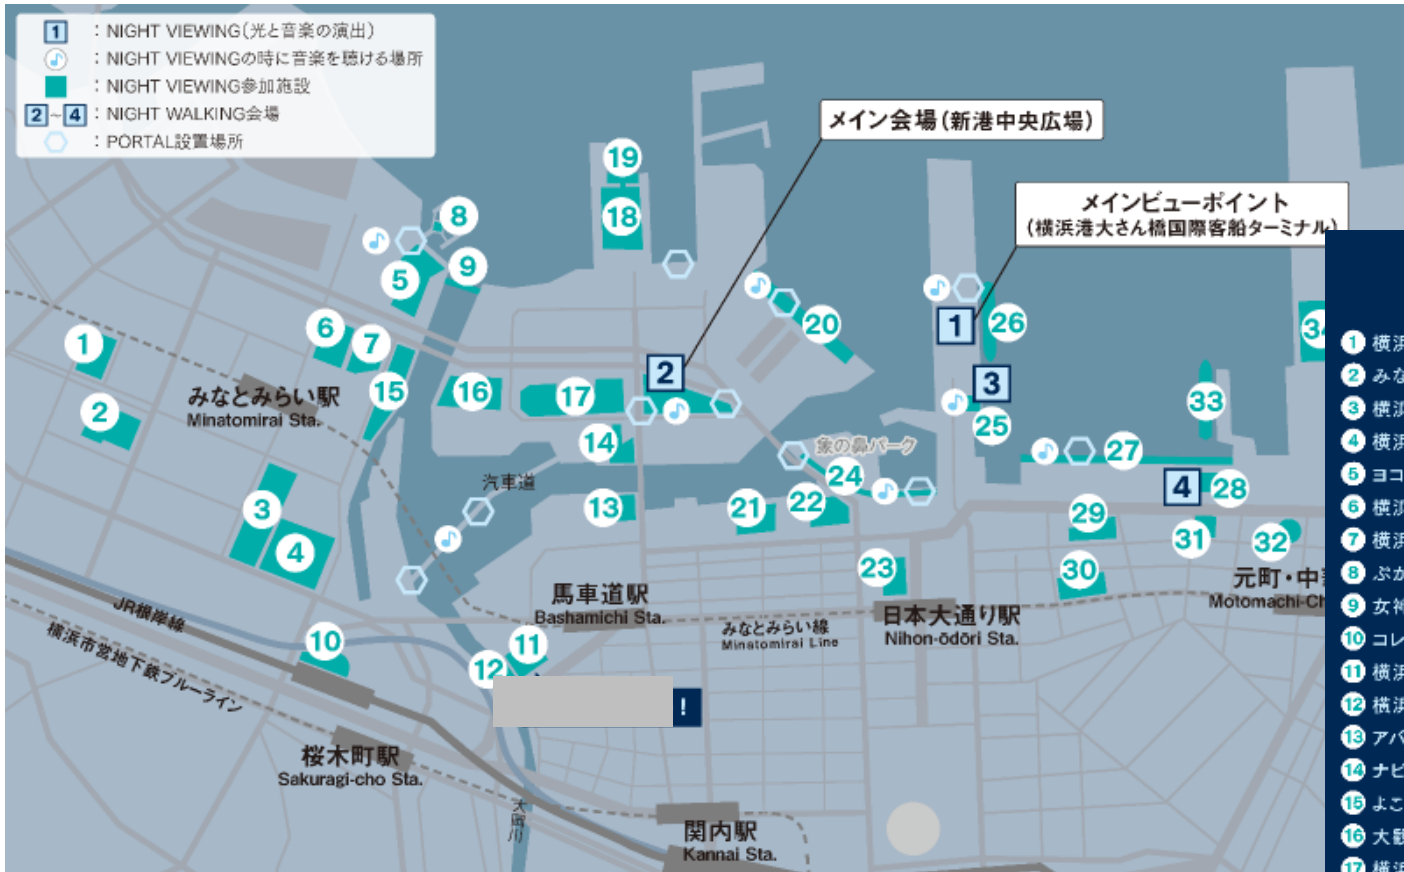 1 : NIGHT VIEWING(光と音楽の演出)
: NIGHT VIEWINGの時に音楽を聴ける場所
: NIGHT VIEWING参加施設
2~4 : NIGHT WALKING会場
: PORTAL設置場所
メイン会場(新港中央広場)
メインビューポイント
(横浜港大さん橋国際客船ターミナル)
19
18
8
9
5
6
7
1
2
15
16
17
2
20
1
26
3
25
33
34
みなとみらい駅
Minatomirai Sta.
14
13
汽車道
象の鼻パーク
24
27
4
28
3
4
21
22
29
31
32
23
30
馬車道駅
Bashamichi Sta.
みなとみらい線
Minatomirai Line
日本大通り駅
Nihon-ōdōri Sta.
元町・中
Motomachi-Ch
JR根岸線
横浜市営地下鉄ブルーライン
10
11
12
!
桜木町駅
Sakuragi-cho Sta.
大岡川
関内駅
Kannai Sta.
1 横浜
2 みな
3 横浜
4 横浜
5 ヨコ
6 横浜
7 横浜
8 ぷか
9 女神
10 コレ
11 横浜
12 横浜
13 アパ
14 ナビ
15 よこ
16 大観
17 横浜